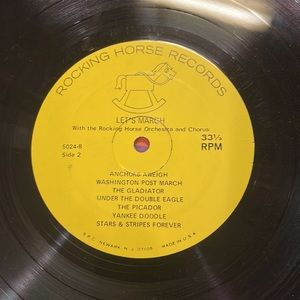 ROCKING HORSE RECORDS
LET'S MARCH
With the Rocking Horse Orchestra and Chorus
5024-B
Side 2
33⅓
RPM
ANCHORS AWEIGH
WASHINGTON POST MARCH
THE GLADIATOR
UNDER THE DOUBLE EAGLE
THE PICADOR
YANKEE DOODLE
STARS & STRIPES FOREVER
S.P.C. NEWARK, N. J. 07105 MADE IN U.S.A.